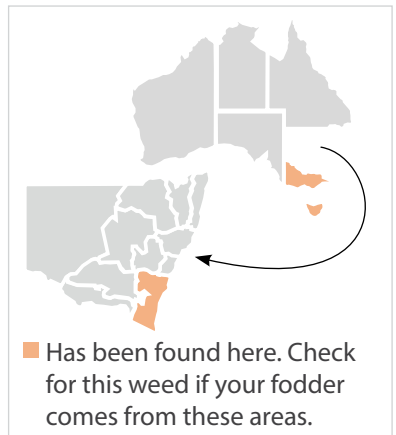 Has been found here. Check
for this weed if your fodder
comes from these areas.